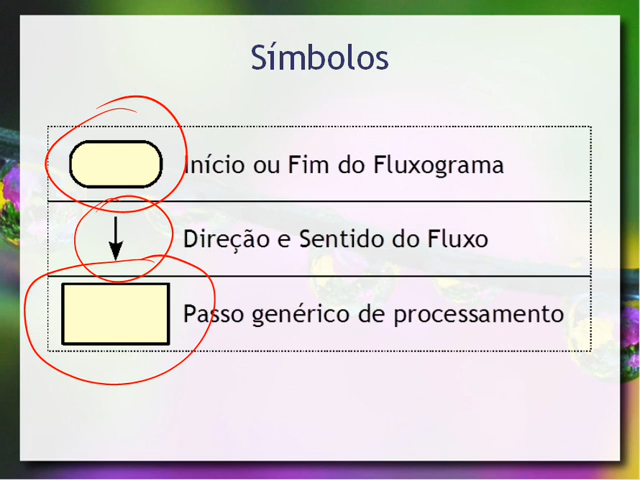 Símbolos
Início ou Fim do Fluxograma
Direção e Sentido do Fluxo
Passo genérico de processamento